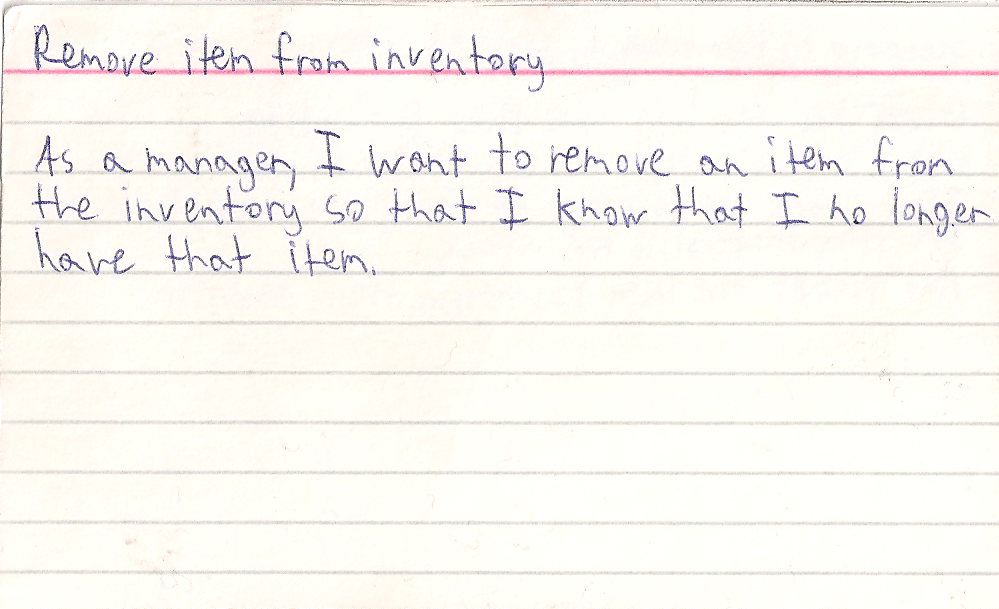 Remove item from inventory
As a manager, I want to remove an item from
the inventory so that I know that I no longer
have that item.